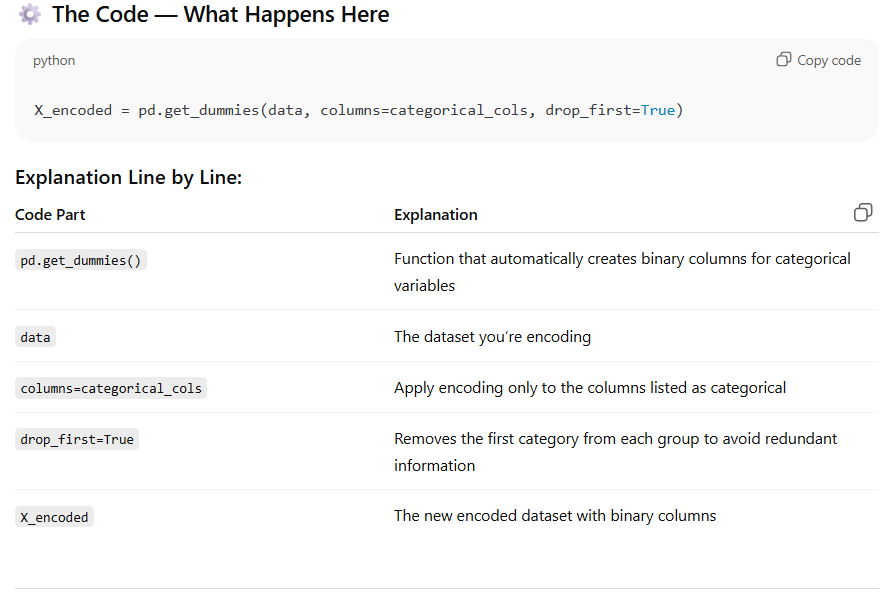 ⚙️ The Code — What Happens Here
python
Copy code
X_encoded = pd.get_dummies(data, columns=categorical_cols, drop_first=True)
Explanation Line by Line:
Code Part Explanation
pd.get_dummies() Function that automatically creates binary columns for categorical
variables
data The dataset you’re encoding
columns=categorical_cols Apply encoding only to the columns listed as categorical
drop_first=True Removes the first category from each group to avoid redundant
information
X_encoded The new encoded dataset with binary columns